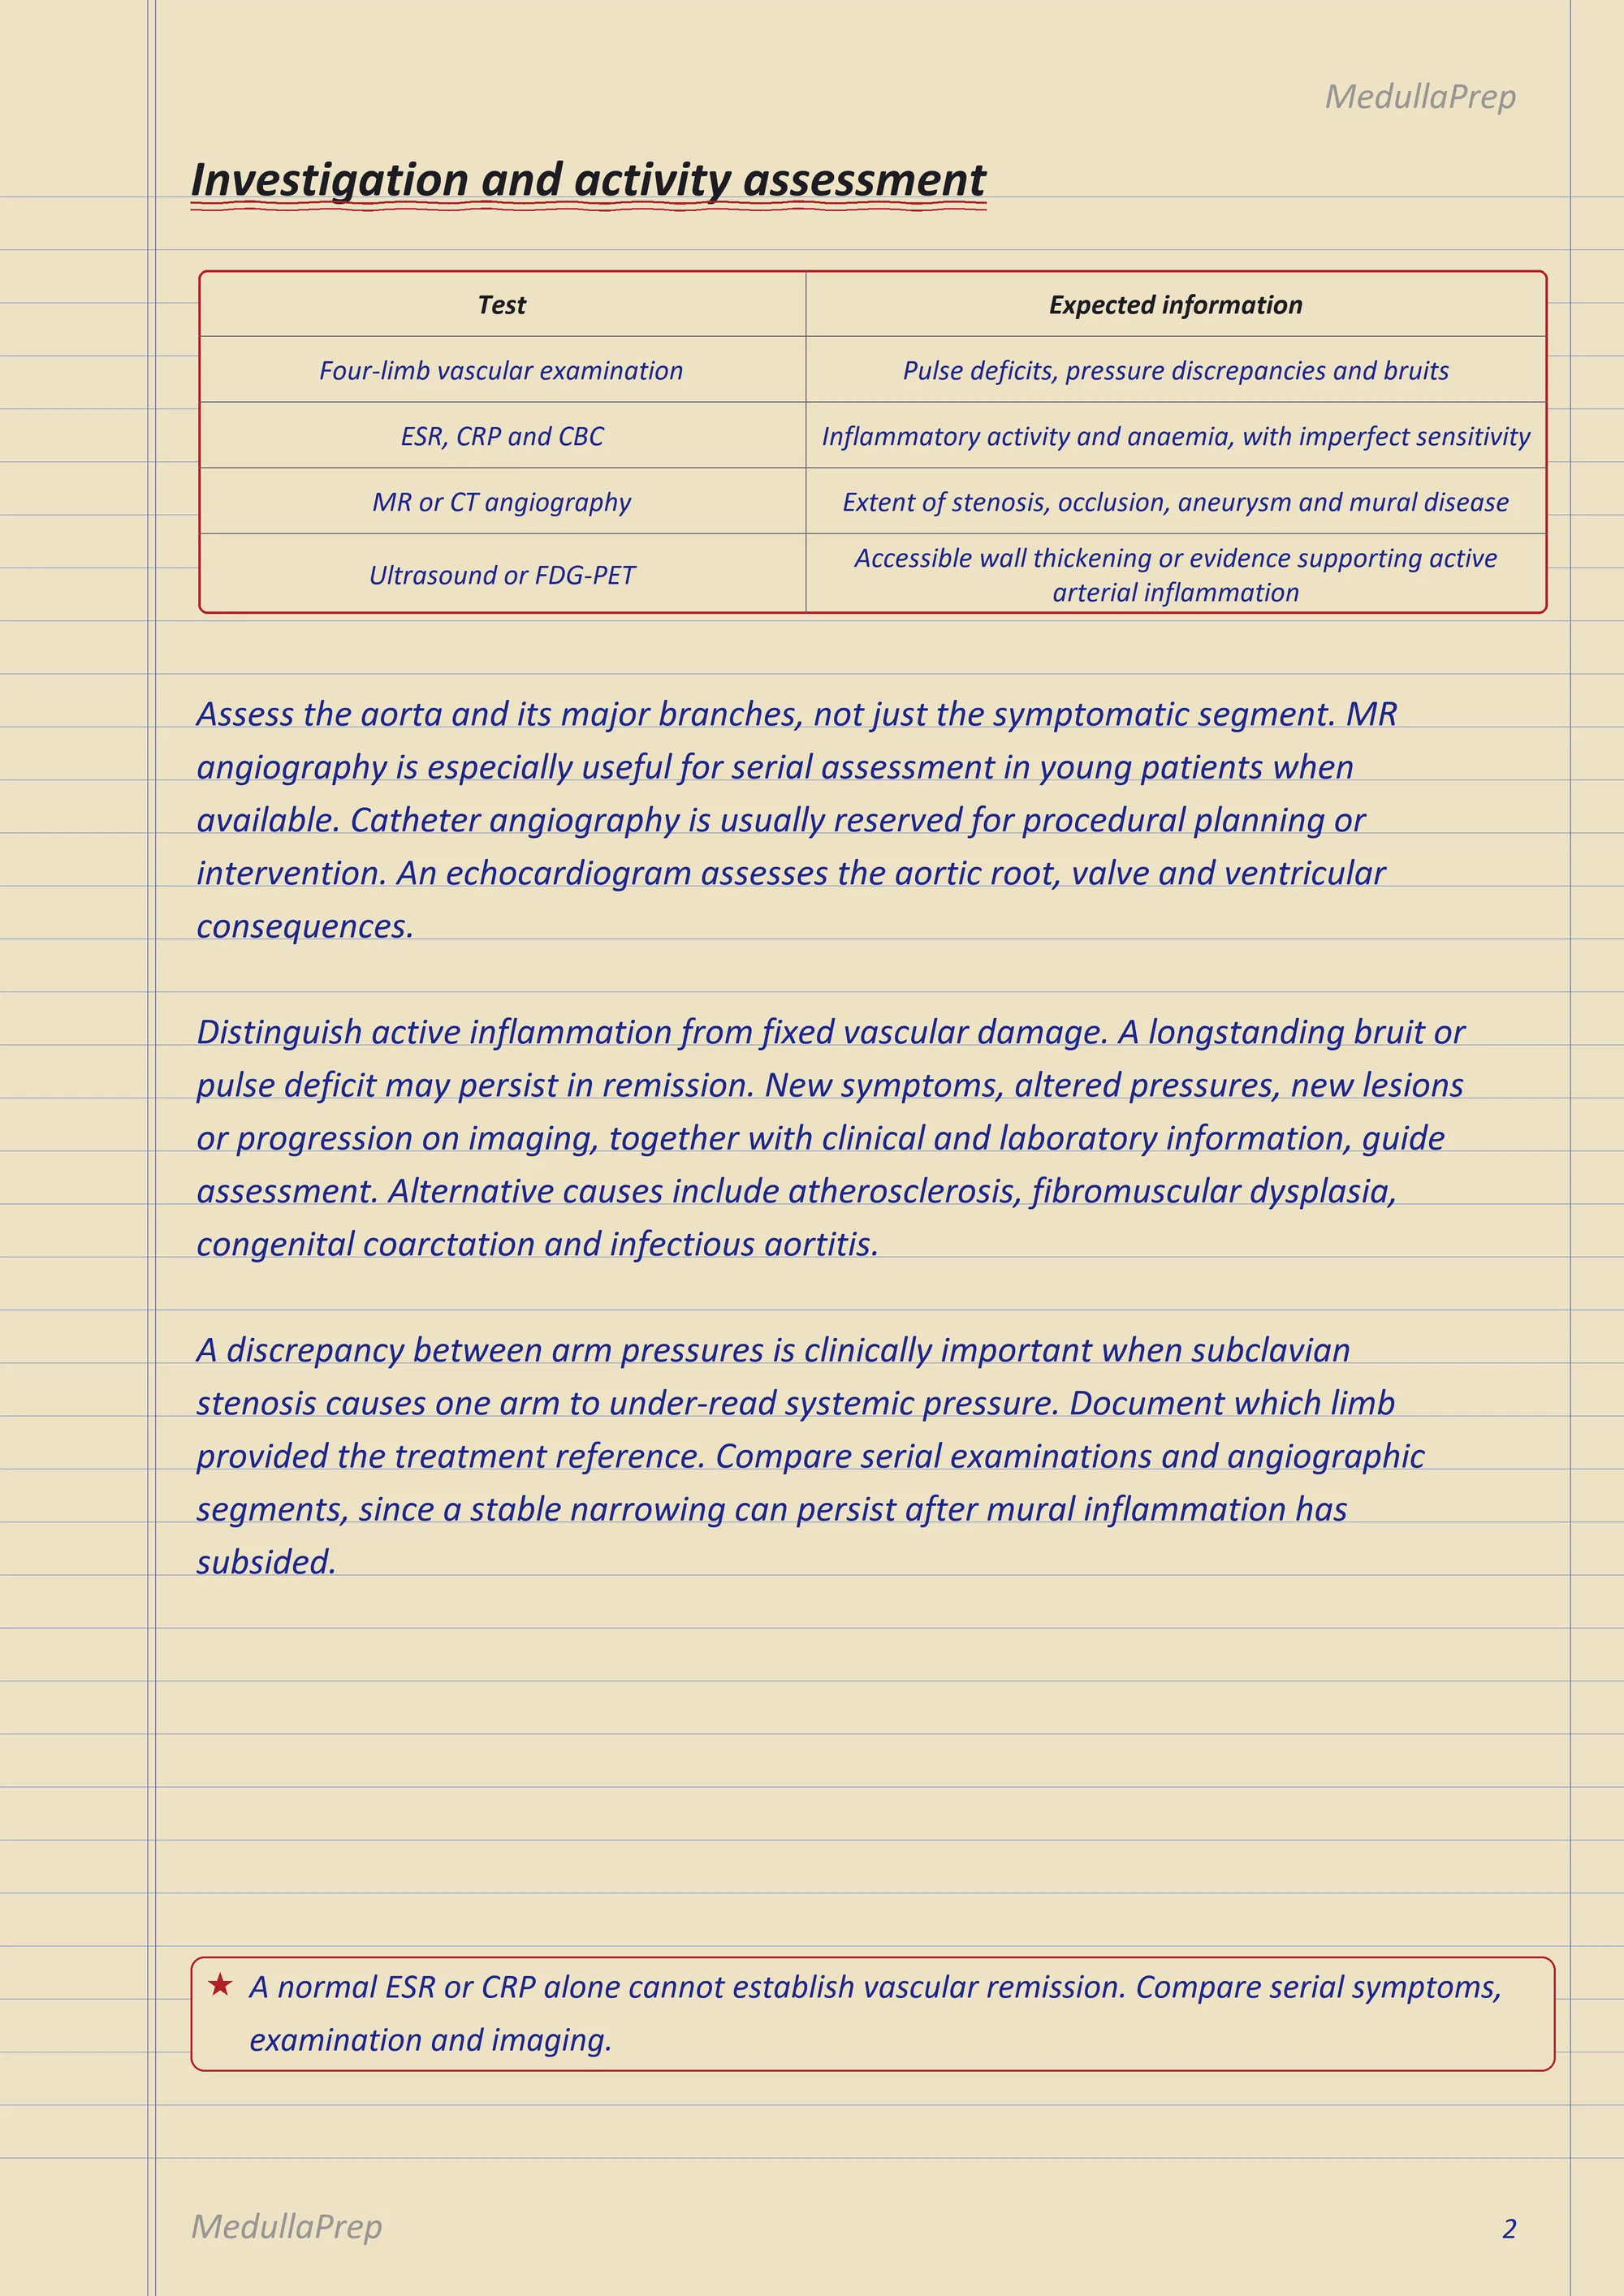 MedullaPrep
Investigation and activity assessment
Test Expected information
Four-limb vascular examination Pulse deficits, pressure discrepancies and bruits
ESR, CRP and CBC Inflammatory activity and anaemia, with imperfect sensitivity
MR or CT angiography Extent of stenosis, occlusion, aneurysm and mural disease
Ultrasound or FDG-PET Accessible wall thickening or evidence supporting active
arterial inflammation
Assess the aorta and its major branches, not just the symptomatic segment. MR
angiography is especially useful for serial assessment in young patients when
available. Catheter angiography is usually reserved for procedural planning or
intervention. An echocardiogram assesses the aortic root, valve and ventricular
consequences.
Distinguish active inflammation from fixed vascular damage. A longstanding bruit or
pulse deficit may persist in remission. New symptoms, altered pressures, new lesions
or progression on imaging, together with clinical and laboratory information, guide
assessment. Alternative causes include atherosclerosis, fibromuscular dysplasia,
congenital coarctation and infectious aortitis.
A discrepancy between arm pressures is clinically important when subclavian
stenosis causes one arm to under-read systemic pressure. Document which limb
provided the treatment reference. Compare serial examinations and angiographic
segments, since a stable narrowing can persist after mural inflammation has
subsided.
★ A normal ESR or CRP alone cannot establish vascular remission. Compare serial symptoms,
examination and imaging.
MedullaPrep 2